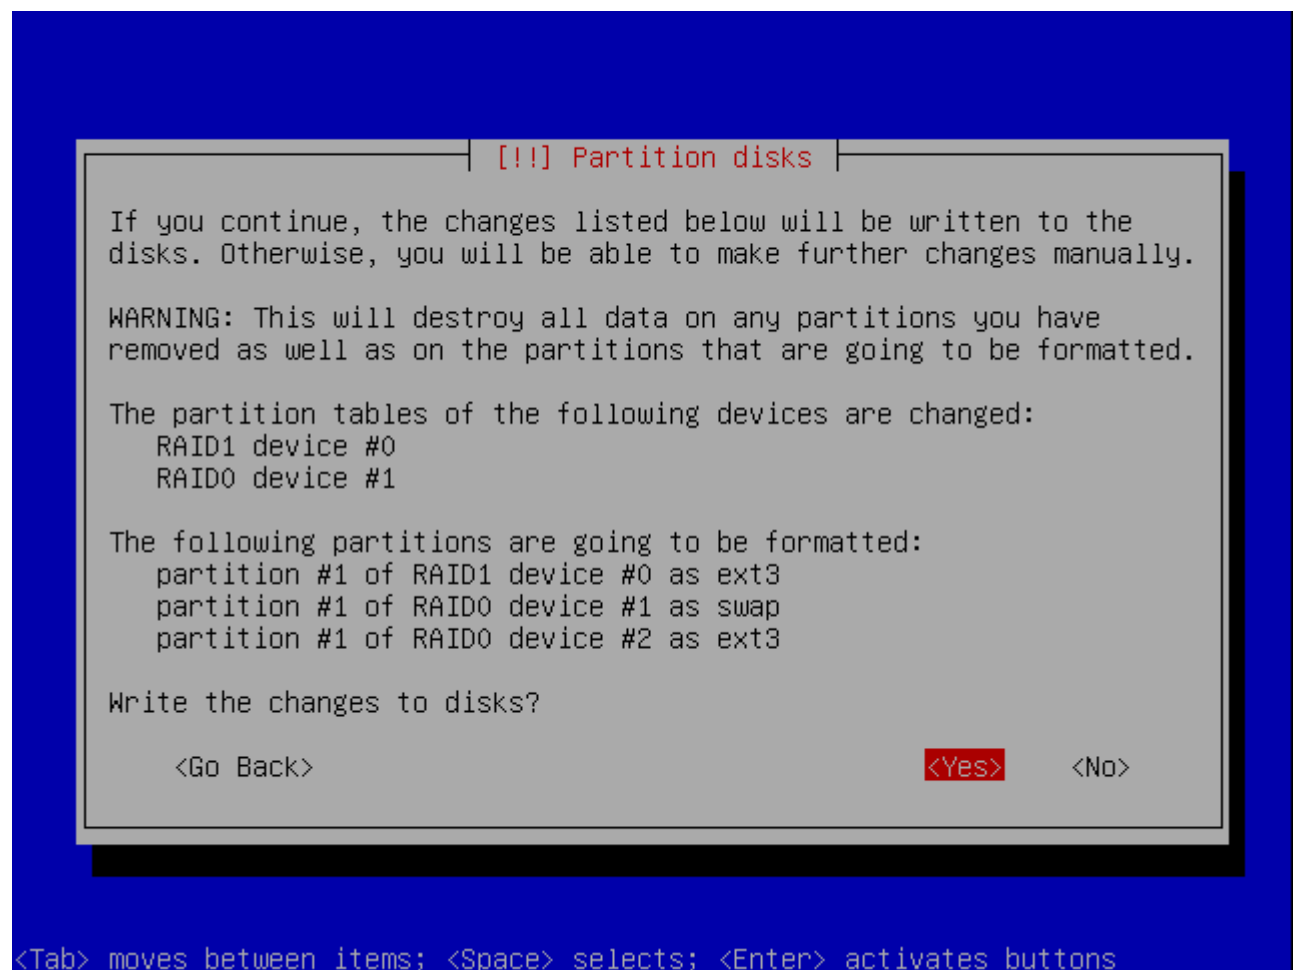 [!!] Partition disks
If you continue, the changes listed below will be written to the
disks. Otherwise, you will be able to make further changes manually.
WARNING: This will destroy all data on any partitions you have
removed as well as on the partitions that are going to be formatted.
The partition tables of the following devices are changed:
RAID1 device #0
RAID0 device #1
The following partitions are going to be formatted:
partition #1 of RAID1 device #0 as ext3
partition #1 of RAID0 device #1 as swap
partition #1 of RAID0 device #2 as ext3
Write the changes to disks?
<Go Back> <Yes> <No>
<Tab> moves between items; <Space> selects; <Enter> activates buttons